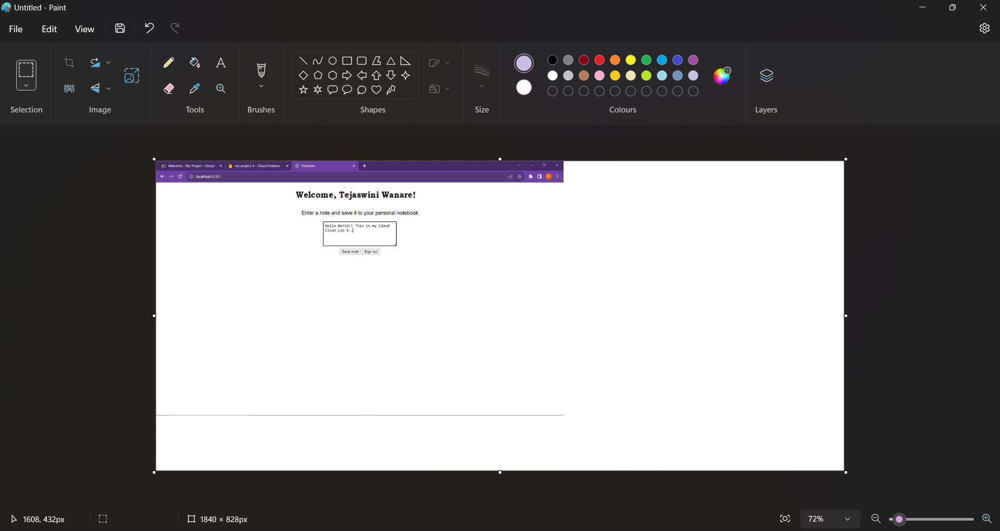 Untitled - Paint
File Edit View
Selection Image Tools Brushes Shapes Size Colours Layers
Welcome – My-Project – Google my-project-6 – Cloud Firestore Firenotes
localhost:8080
P
Welcome, Tejaswini Wanare!
Enter a note and save it to your personal notebook
Hello World!! This is my Cloud
Cloud Lab 6..
Save note Sign out
1608, 432px 1840 × 828px 72%